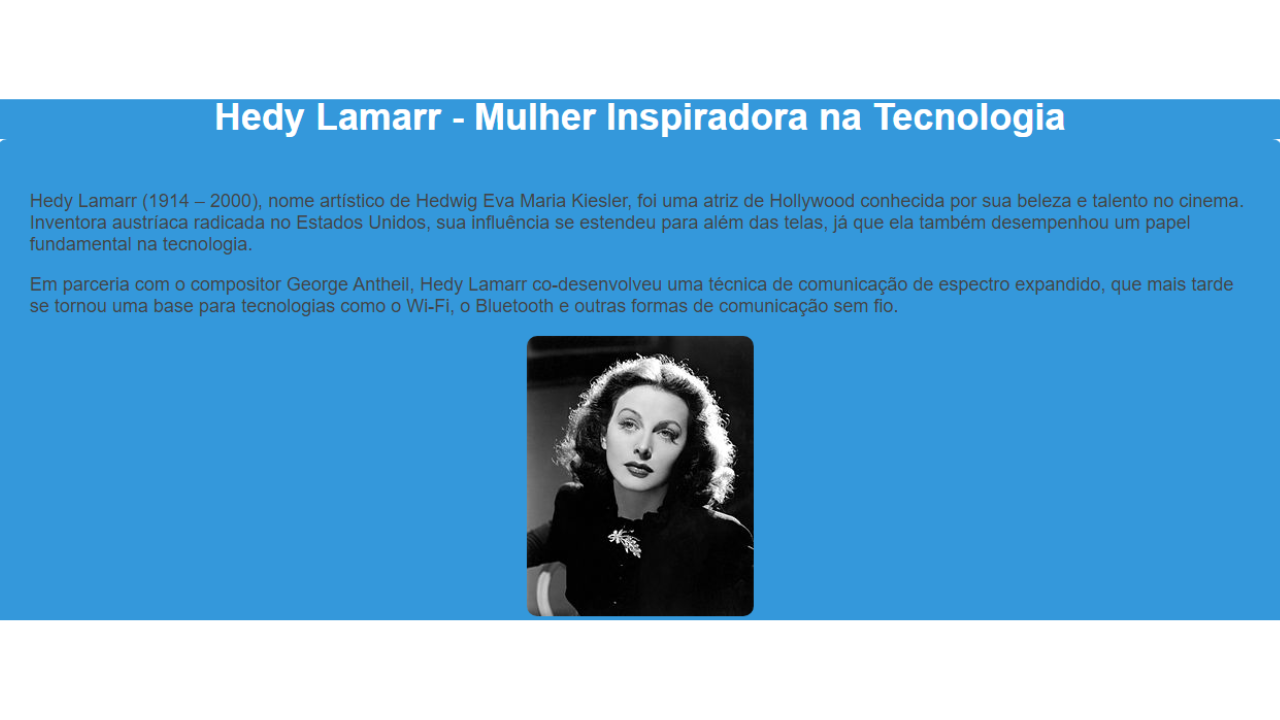 Hedy Lamarr - Mulher Inspiradora na Tecnologia
Hedy Lamarr (1914 – 2000), nome artístico de Hedwig Eva Maria Kiesler, foi uma atriz de Hollywood conhecida por sua beleza e talento no cinema.
Inventora austríaca radicada no Estados Unidos, sua influência se estendeu para além das telas, já que ela também desempenhou um papel
fundamental na tecnologia.
Em parceria com o compositor George Antheil, Hedy Lamarr co-desenvolveu uma técnica de comunicação de espectro expandido, que mais tarde
se tornou uma base para tecnologias como o Wi-Fi, o Bluetooth e outras formas de comunicação sem fio.